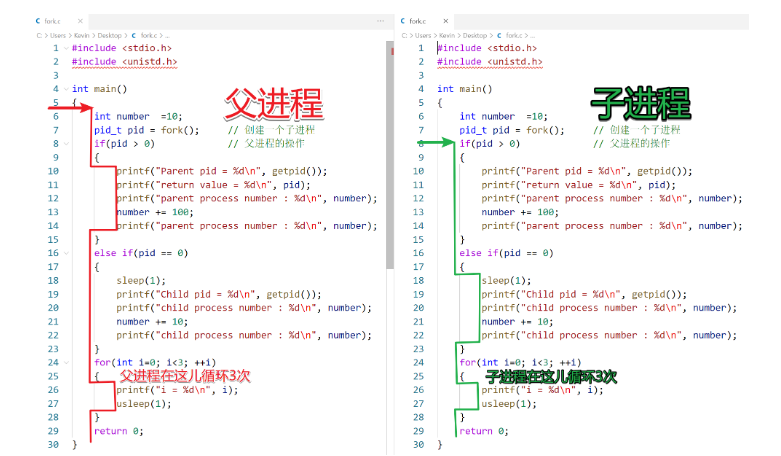 fork.c ×
C: > Users > Kevin > Desktop > C fork.c > ...
父进程
1 #include <stdio.h>
2 #include <unistd.h>
3
4 int main()
5 {
6 int number  =10;
7 pid_t pid = fork();    // 创建一个子进程
8 if(pid > 0)            // 父进程的操作
9 {
10 printf("Parent pid = %d\n", getpid());
11 printf("return value = %d\n", pid);
12 printf("parent process number : %d\n", number);
13 number += 100;
14 printf("parent process number : %d\n", number);
15 }
16 else if(pid == 0)
17 {
18 sleep(1);
19 printf("Child pid = %d\n", getpid());
20 printf("child process number : %d\n", number);
21 number += 10;
22 printf("child process number : %d\n", number);
23 }
24 for(int i=0; i<3; ++i)
父进程在这儿循环3次
25 {
26 printf("i = %d\n", i);
27 usleep(1);
28 }
29 return 0;
30 }
fork.c ×
C: > Users > Kevin > Desktop > C fork.c > ...
子进程
1 #include <stdio.h>
2 #include <unistd.h>
3
4 int main()
5 {
6 int number  =10;
7 pid_t pid = fork();    // 创建一个子进程
8 if(pid > 0)            // 父进程的操作
9 {
10 printf("Parent pid = %d\n", getpid());
11 printf("return value = %d\n", pid);
12 printf("parent process number : %d\n", number);
13 number += 100;
14 printf("parent process number : %d\n", number);
15 }
16 else if(pid == 0)
17 {
18 sleep(1);
19 printf("Child pid = %d\n", getpid());
20 printf("child process number : %d\n", number);
21 number += 10;
22 printf("child process number : %d\n", number);
23 }
24 for(int i=0; i<3; ++i)
子进程在这儿循环3次
25 {
26 printf("i = %d\n", i);
27 usleep(1);
28 }
29 return 0;
30 }